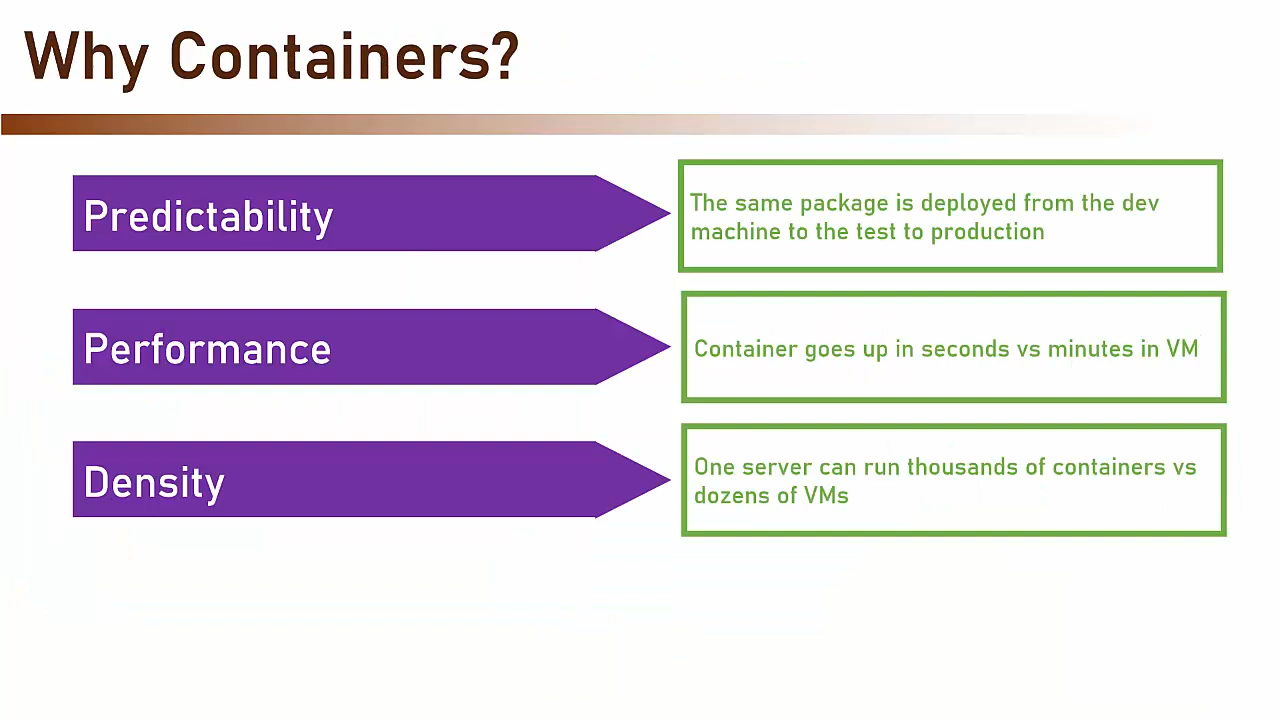 Why Containers?
Predictability
The same package is deployed from the dev
machine to the test to production
Performance
Container goes up in seconds vs minutes in VM
Density
One server can run thousands of containers vs
dozens of VMs